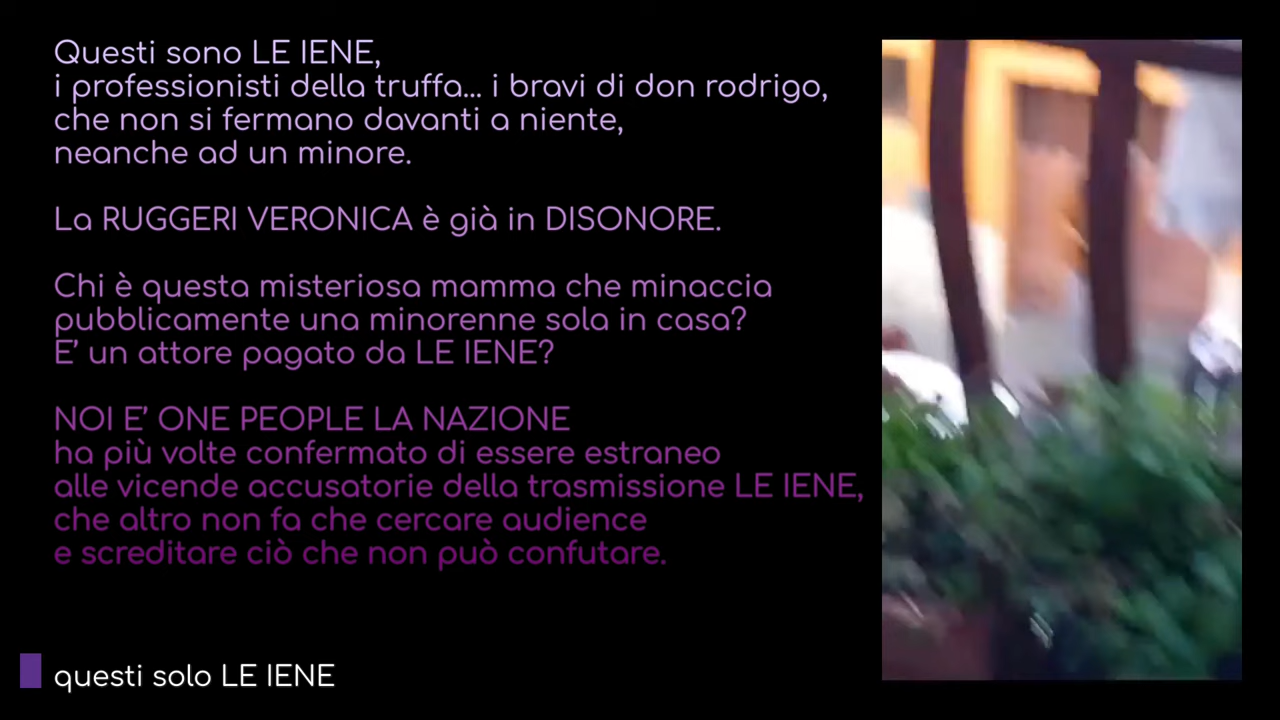 Questi sono LE IENE,
i professionisti della truffa... i bravi di don rodrigo,
che non si fermano davanti a niente,
neanche ad un minore.
La RUGGERI VERONICA è già in DISONORE.
Chi è questa misteriosa mamma che minaccia
pubblicamente una minorenne sola in casa?
E' un attore pagato da LE IENE?
NOI E' ONE PEOPLE LA NAZIONE
ha più volte confermato di essere estraneo
alle vicende accusatorie della trasmissione LE IENE,
che altro non fa che cercare audience
e screditare ciò che non può confutare.
questi solo LE IENE